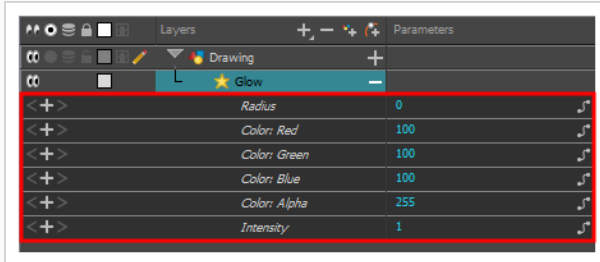 Layers Parameters
Drawing
Glow
Radius 0
Color: Red 100
Color: Green 100
Color: Blue 100
Color: Alpha 255
Intensity 1